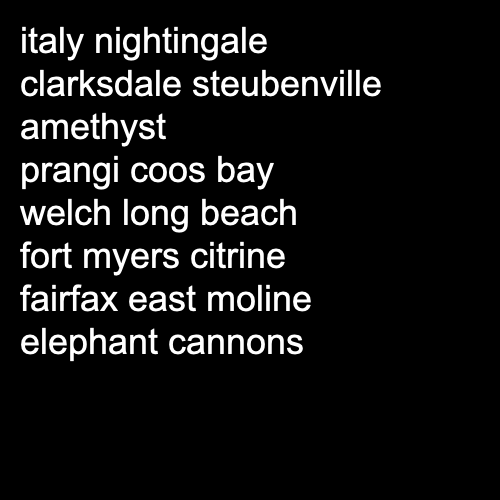 italy nightingale
clarksdale steubenville
amethyst
prangi coos bay
welch long beach
fort myers citrine
fairfax east moline
elephant cannons